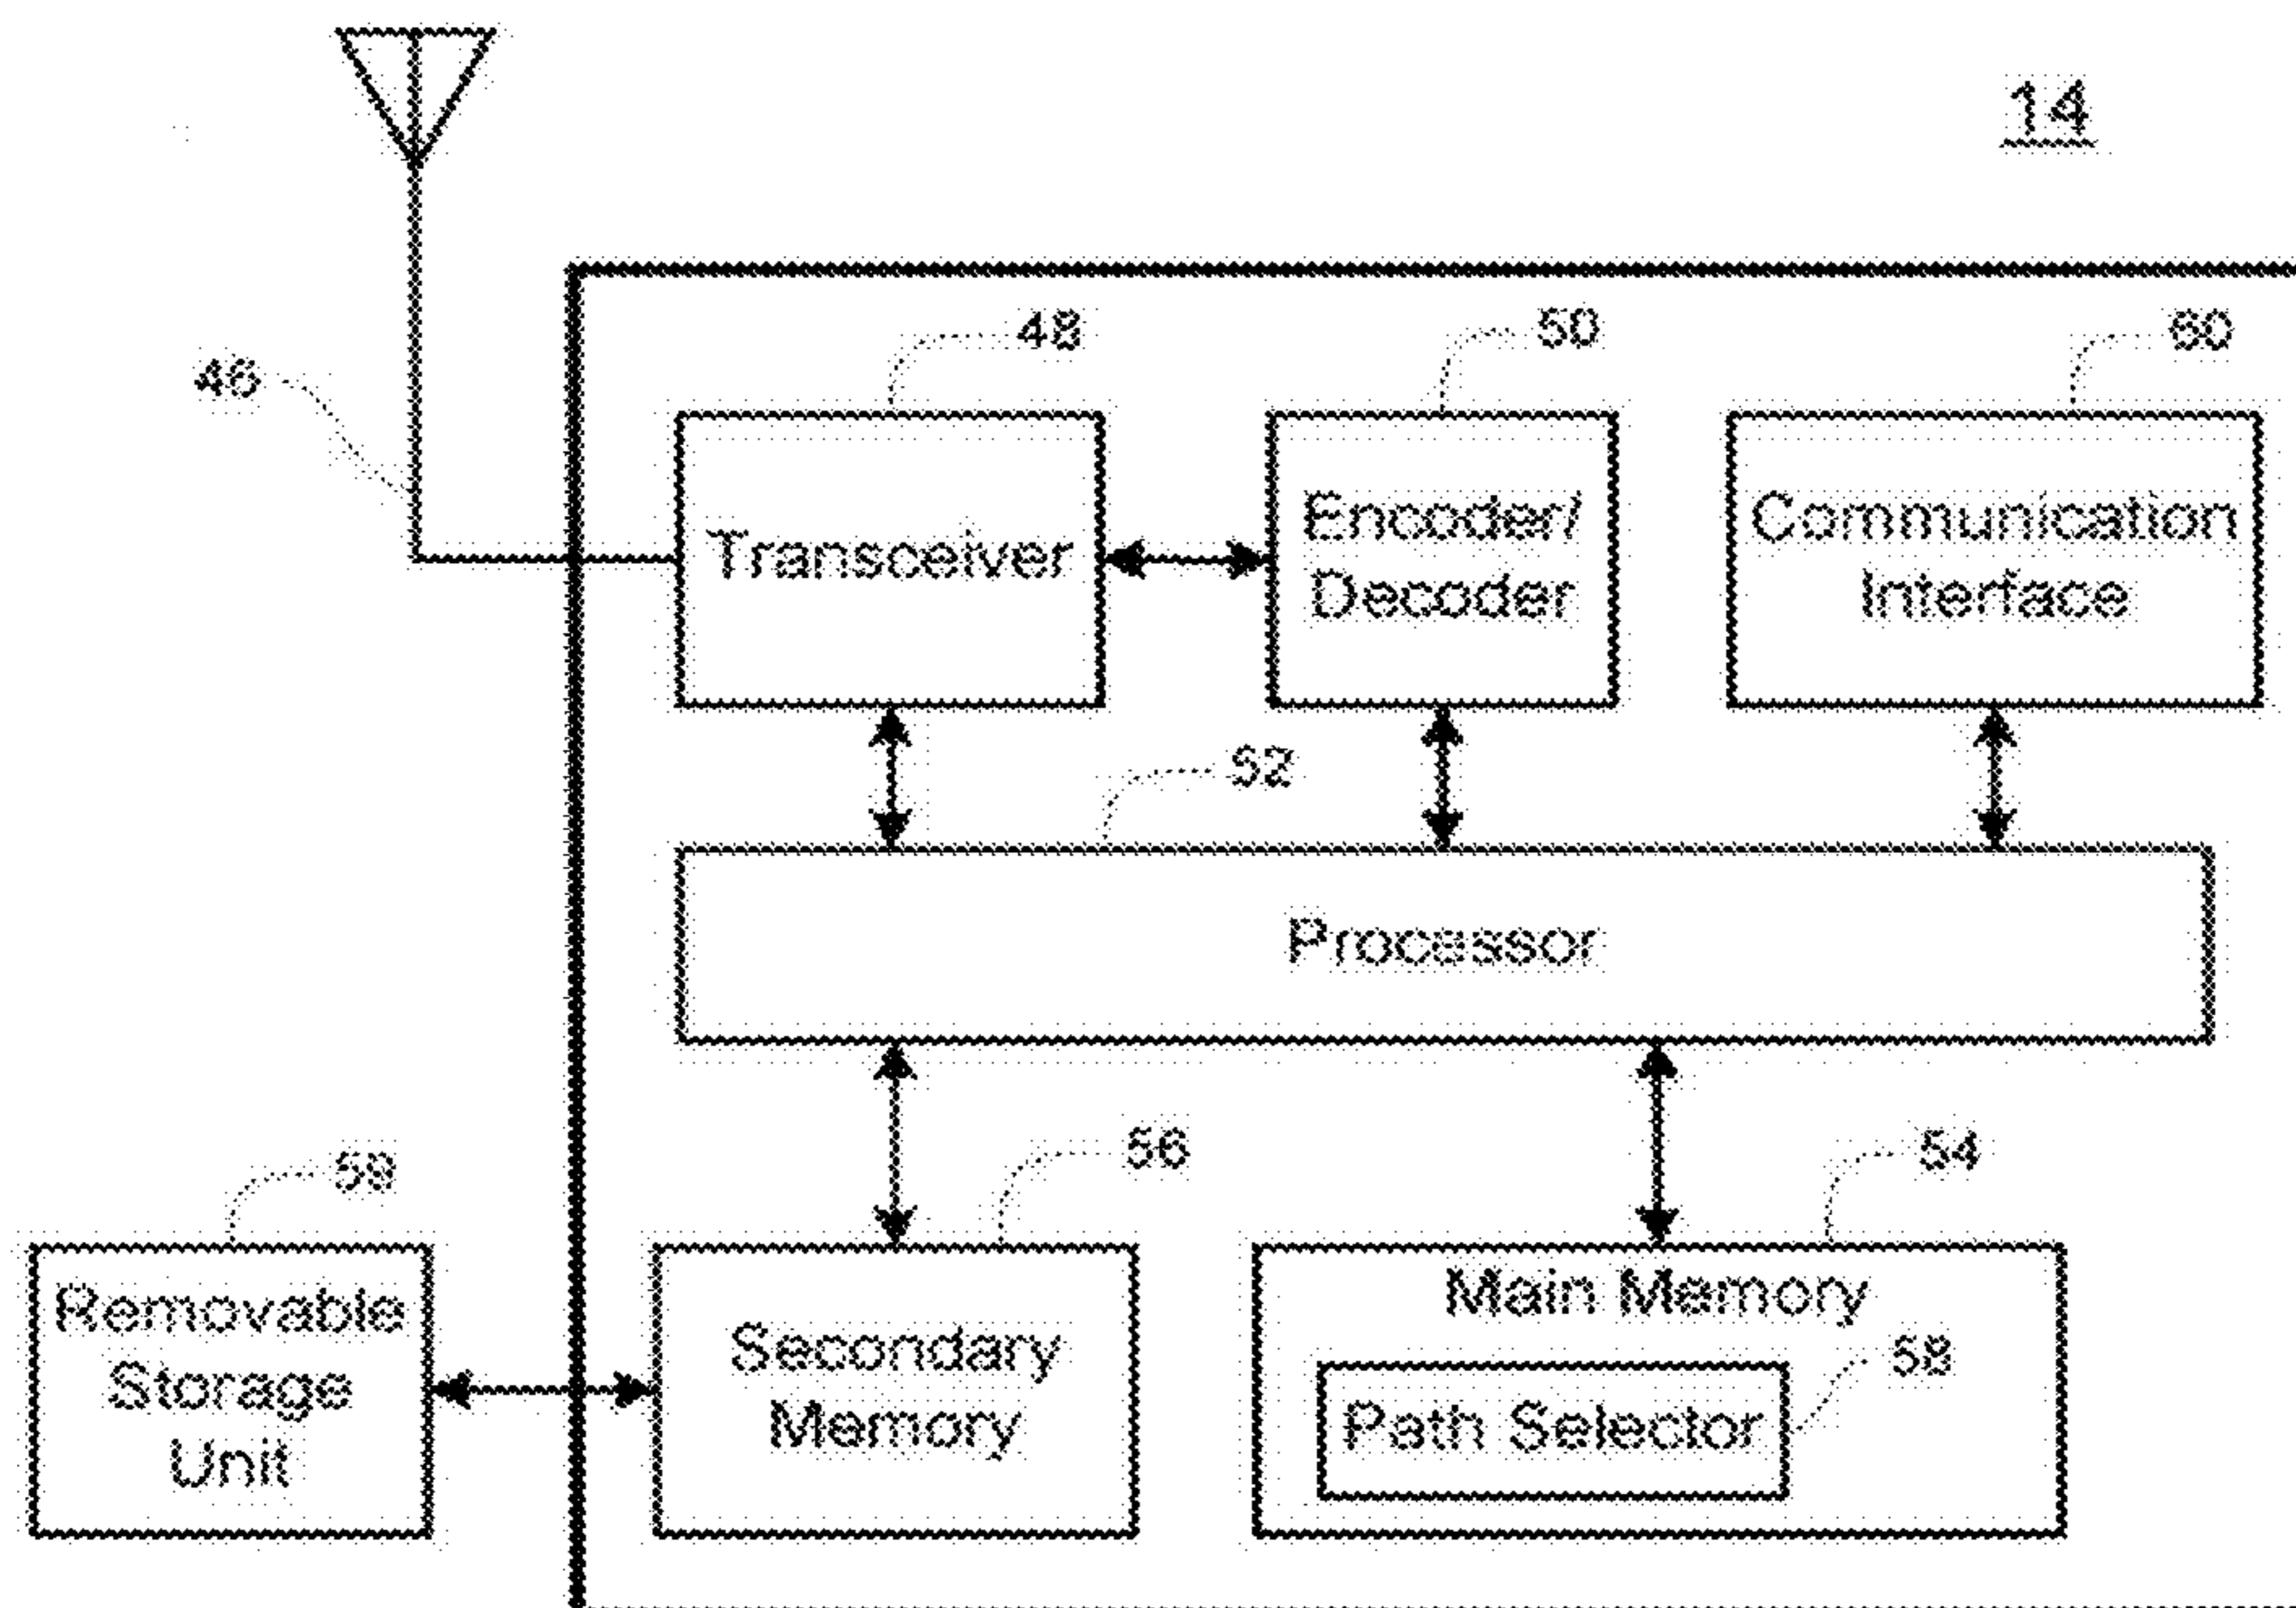 14
48
50
60
46
Transceiver
Encoder/
Decoder
Communication
Interface
52
Processor
59
56
54
Removable
Storage
Unit
Secondary
Memory
Main Memory
58
Path Selector